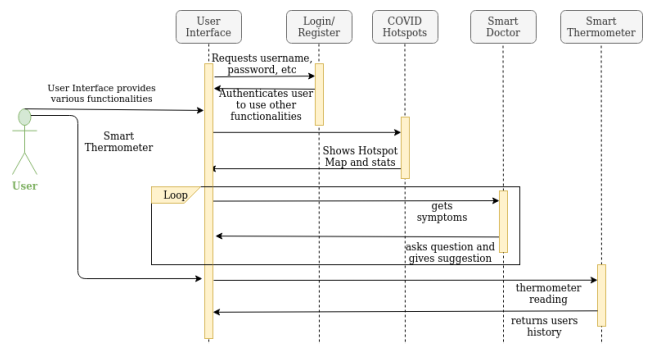 User
Interface
Login/
Register
COVID
Hotspots
Smart
Doctor
Smart
Thermometer
Requests username,
password, etc
User Interface provides
various functionalities
Authenticates user
to use other
functionalities
Smart
Thermometer
User
Shows Hotspot
Map and stats
Loop
gets
symptoms
asks question and
gives suggestion
thermometer
reading
returns users
history